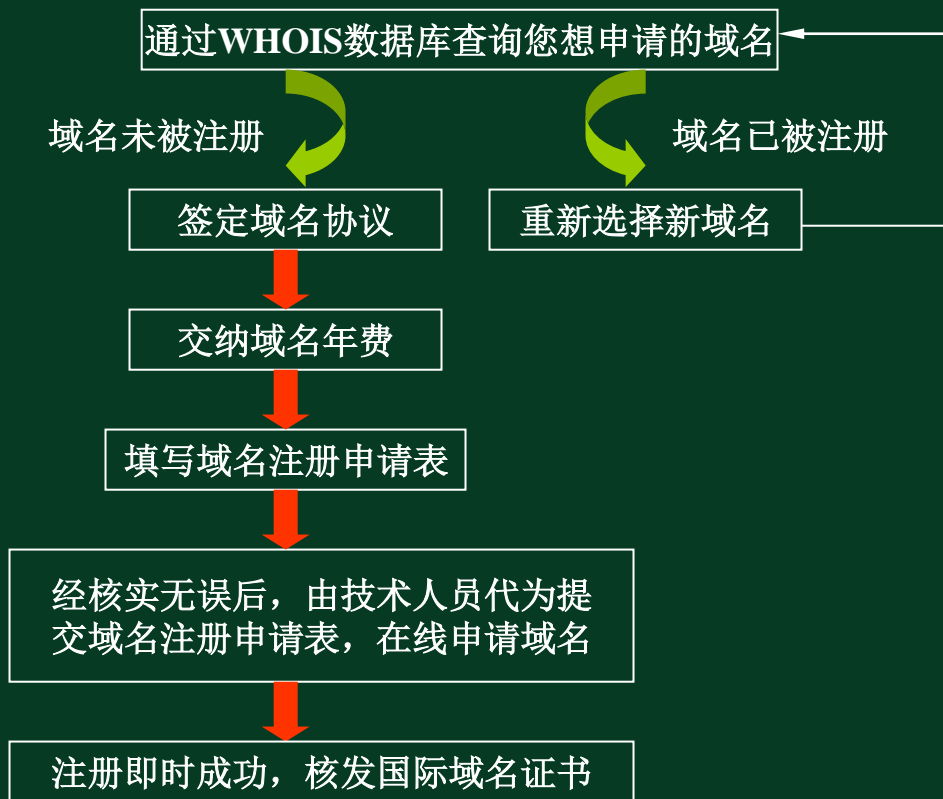 通过WHOIS数据库查询您想申请的域名
域名未被注册
域名已被注册
签定域名协议
重新选择新域名
交纳域名年费
填写域名注册申请表
经核实无误后，由技术人员代为提
交域名注册申请表，在线申请域名
注册即时成功，核发国际域名证书